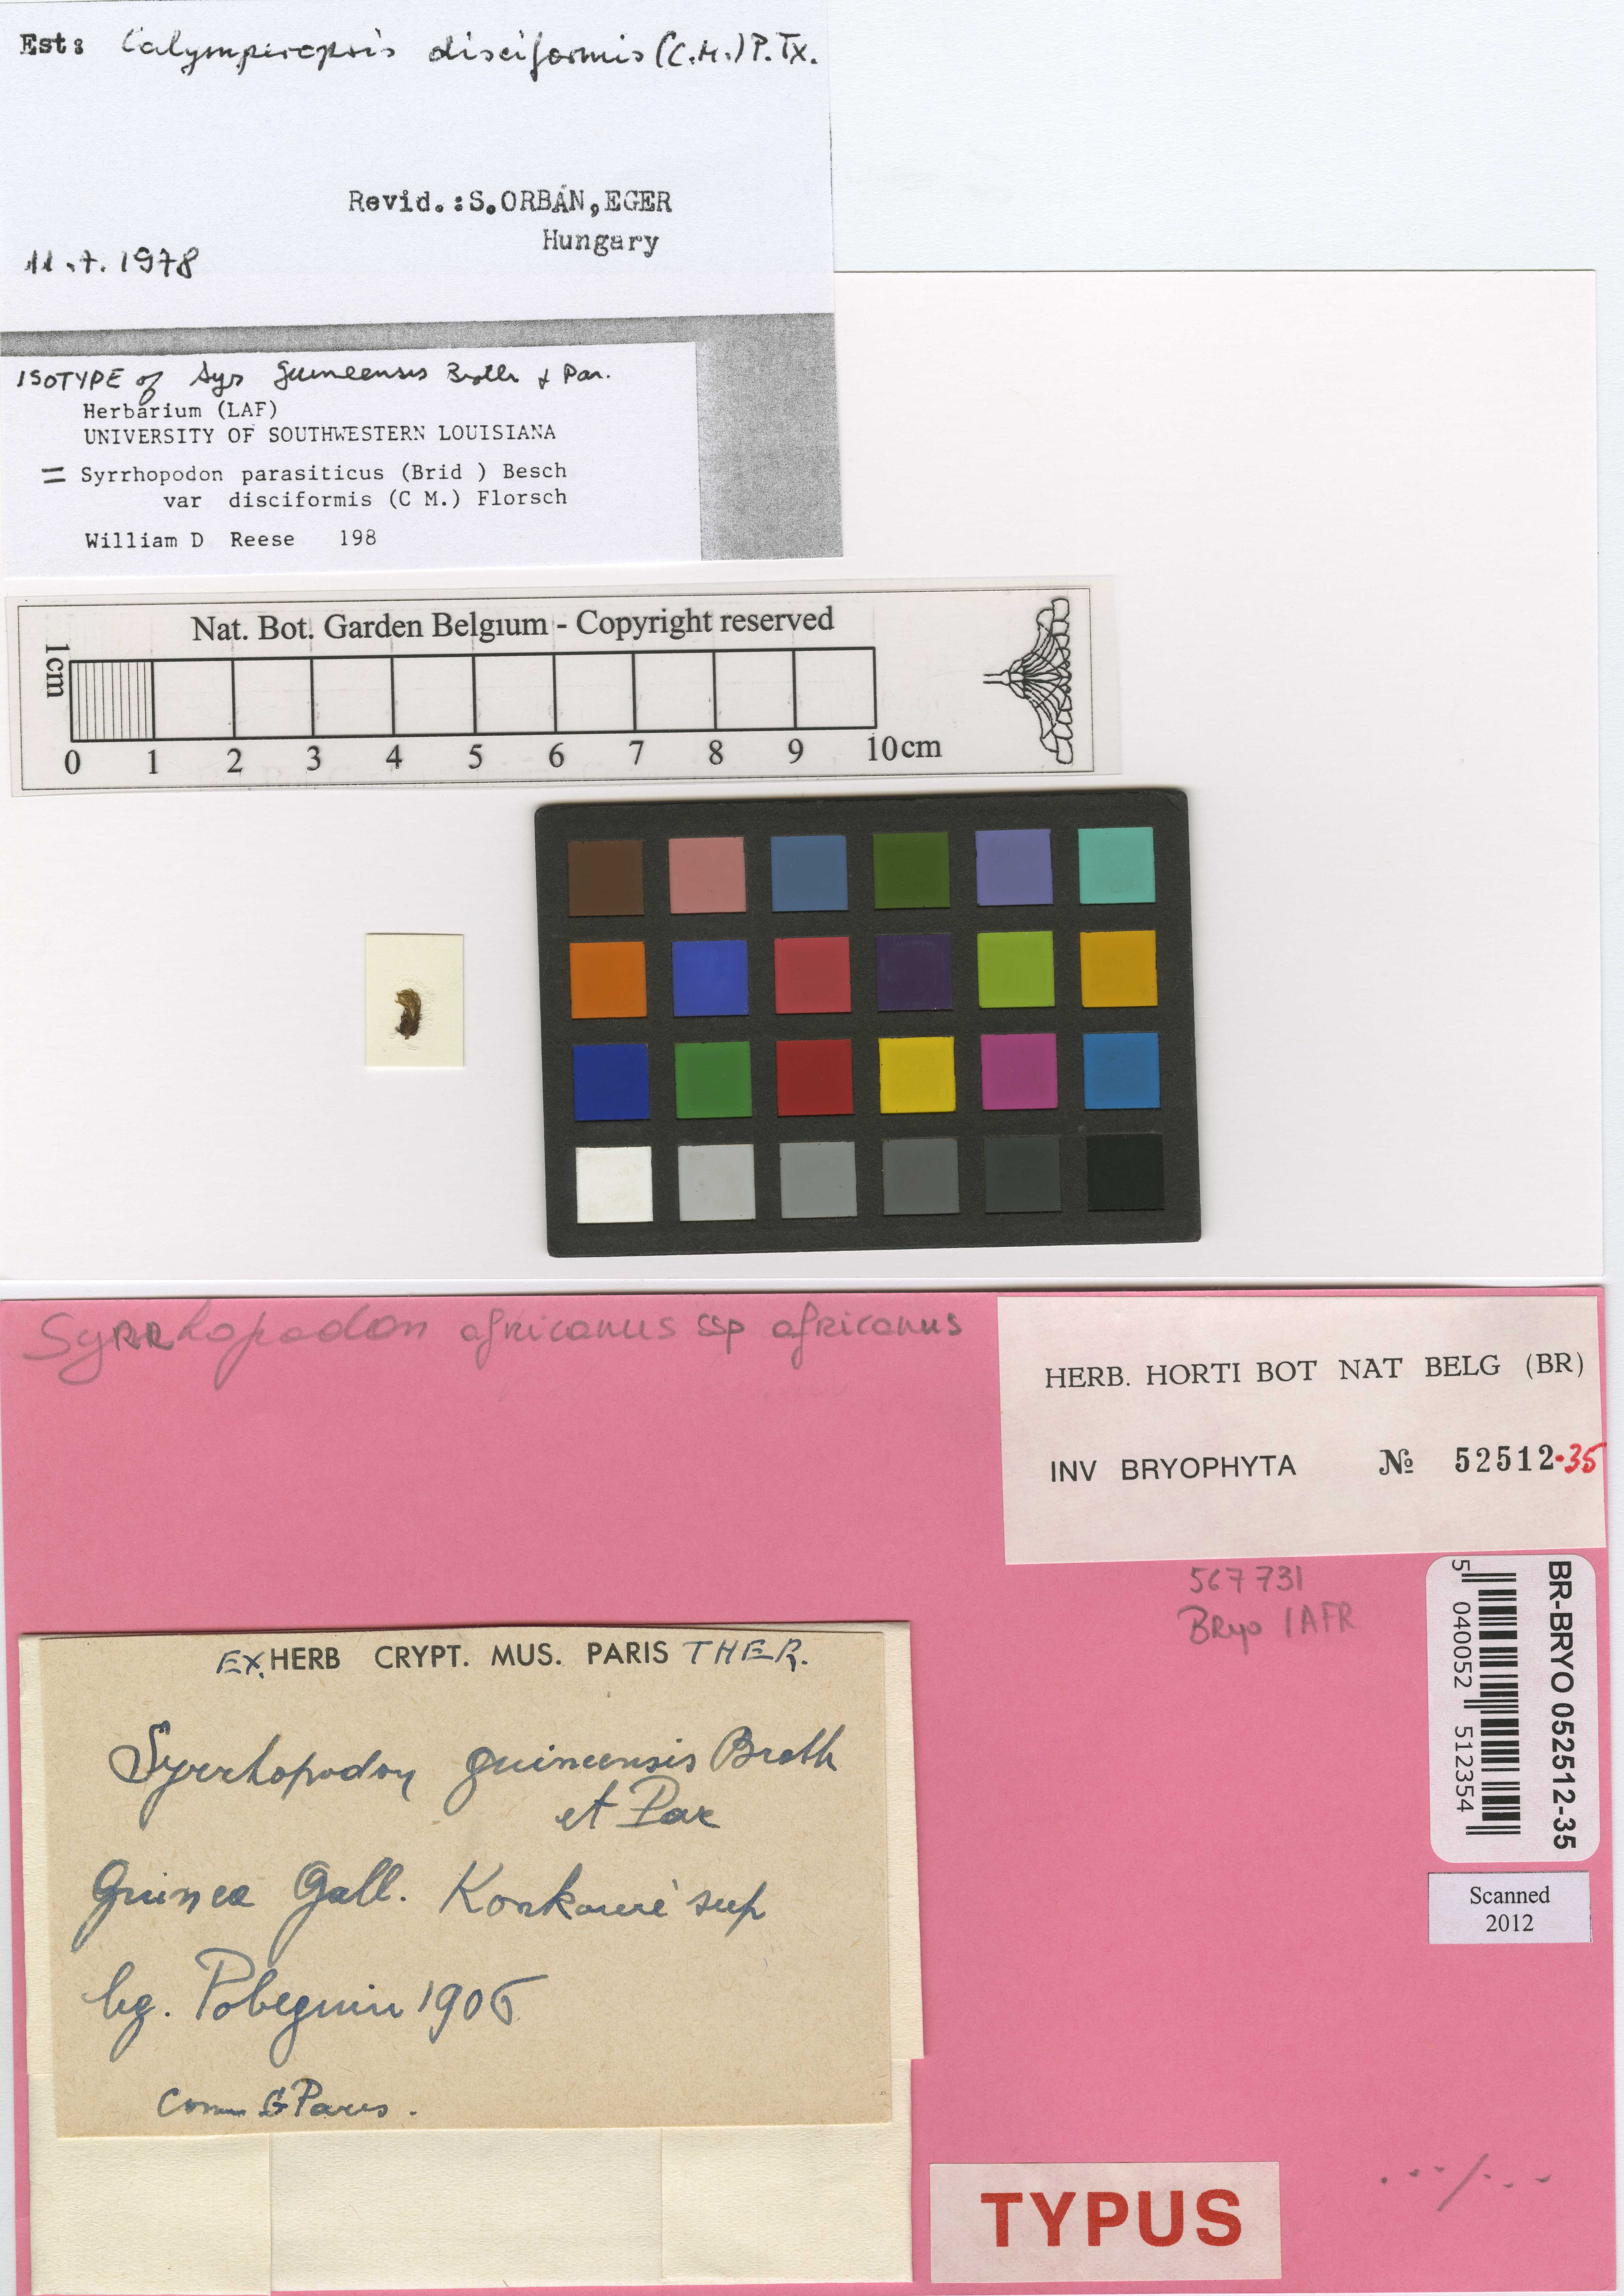 Est: Calymperopsis disciformis (C.M.) P. Tx.
Revid.: S. ORBÁN, EGER
Hungary
11.7.1978
ISOTYPE of Syr guineensis Broth & Par.
Herbarium (LAF)
UNIVERSITY OF SOUTHWESTERN LOUISIANA
= Syrrhopodon parasiticus (Brid ) Besch
var disciformis (C M.) Florsch
William D Reese 198
Nat. Bot. Garden Belgium - Copyright reserved
1cm
0 1 2 3 4 5 6 7 8 9 10cm
Syrrhopodon africanus ssp africanus
HERB. HORTI BOT NAT BELG (BR)
INV BRYOPHYTA № 52512-35
567 731
Bryo 1AFR
BR-BRYO 052512-35
5 040052 512354
Scanned
2012
EX. HERB CRYPT. MUS. PARIS THER.
Syrrhopodon guineensis Broth
et Par
Guinea Gall. Konkouré sup
leg. Pobeguin 1906
Comm G Paris.
TYPUS